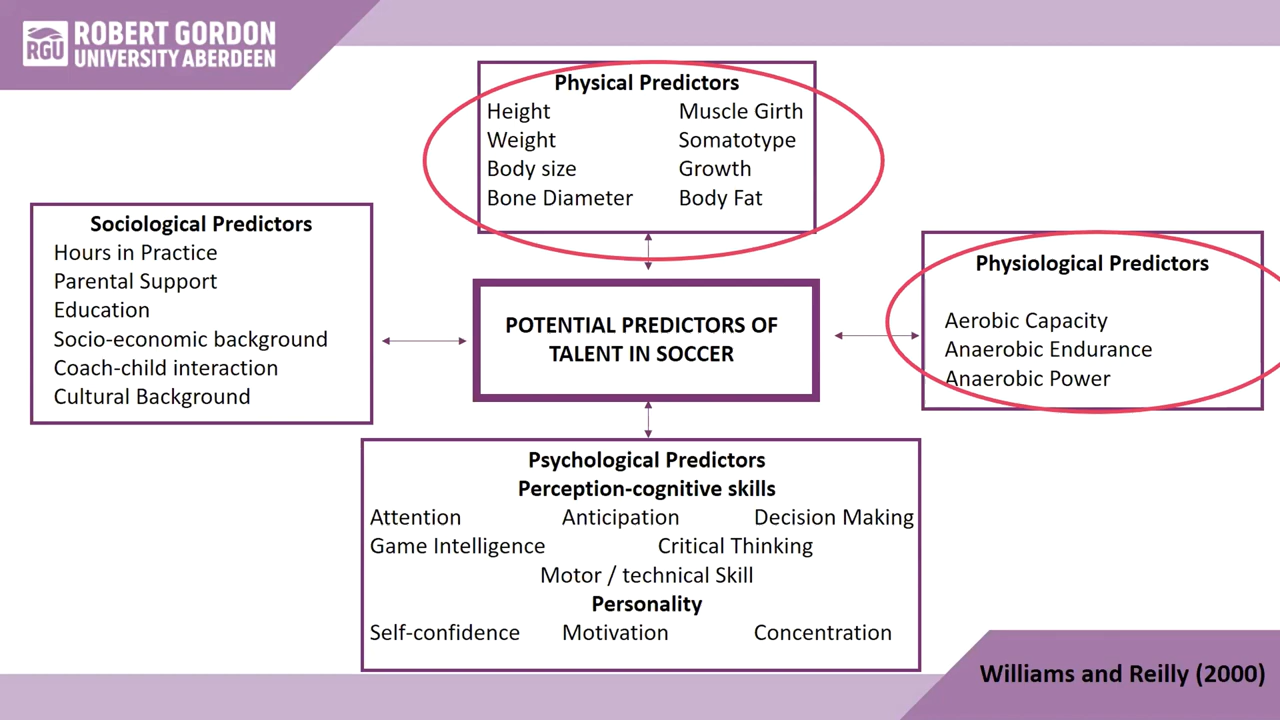 RGU
ROBERT GORDON
UNIVERSITY ABERDEEN
Physical Predictors
Height Muscle Girth
Weight Somatotype
Body size Growth
Bone Diameter Body Fat
Sociological Predictors
Hours in Practice
Parental Support
Education
Socio-economic background
Coach-child interaction
Cultural Background
POTENTIAL PREDICTORS OF
TALENT IN SOCCER
Physiological Predictors
Aerobic Capacity
Anaerobic Endurance
Anaerobic Power
Psychological Predictors
Perception-cognitive skills
Attention Anticipation Decision Making
Game Intelligence Critical Thinking
Motor / technical Skill
Personality
Self-confidence Motivation Concentration
Williams and Reilly (2000)